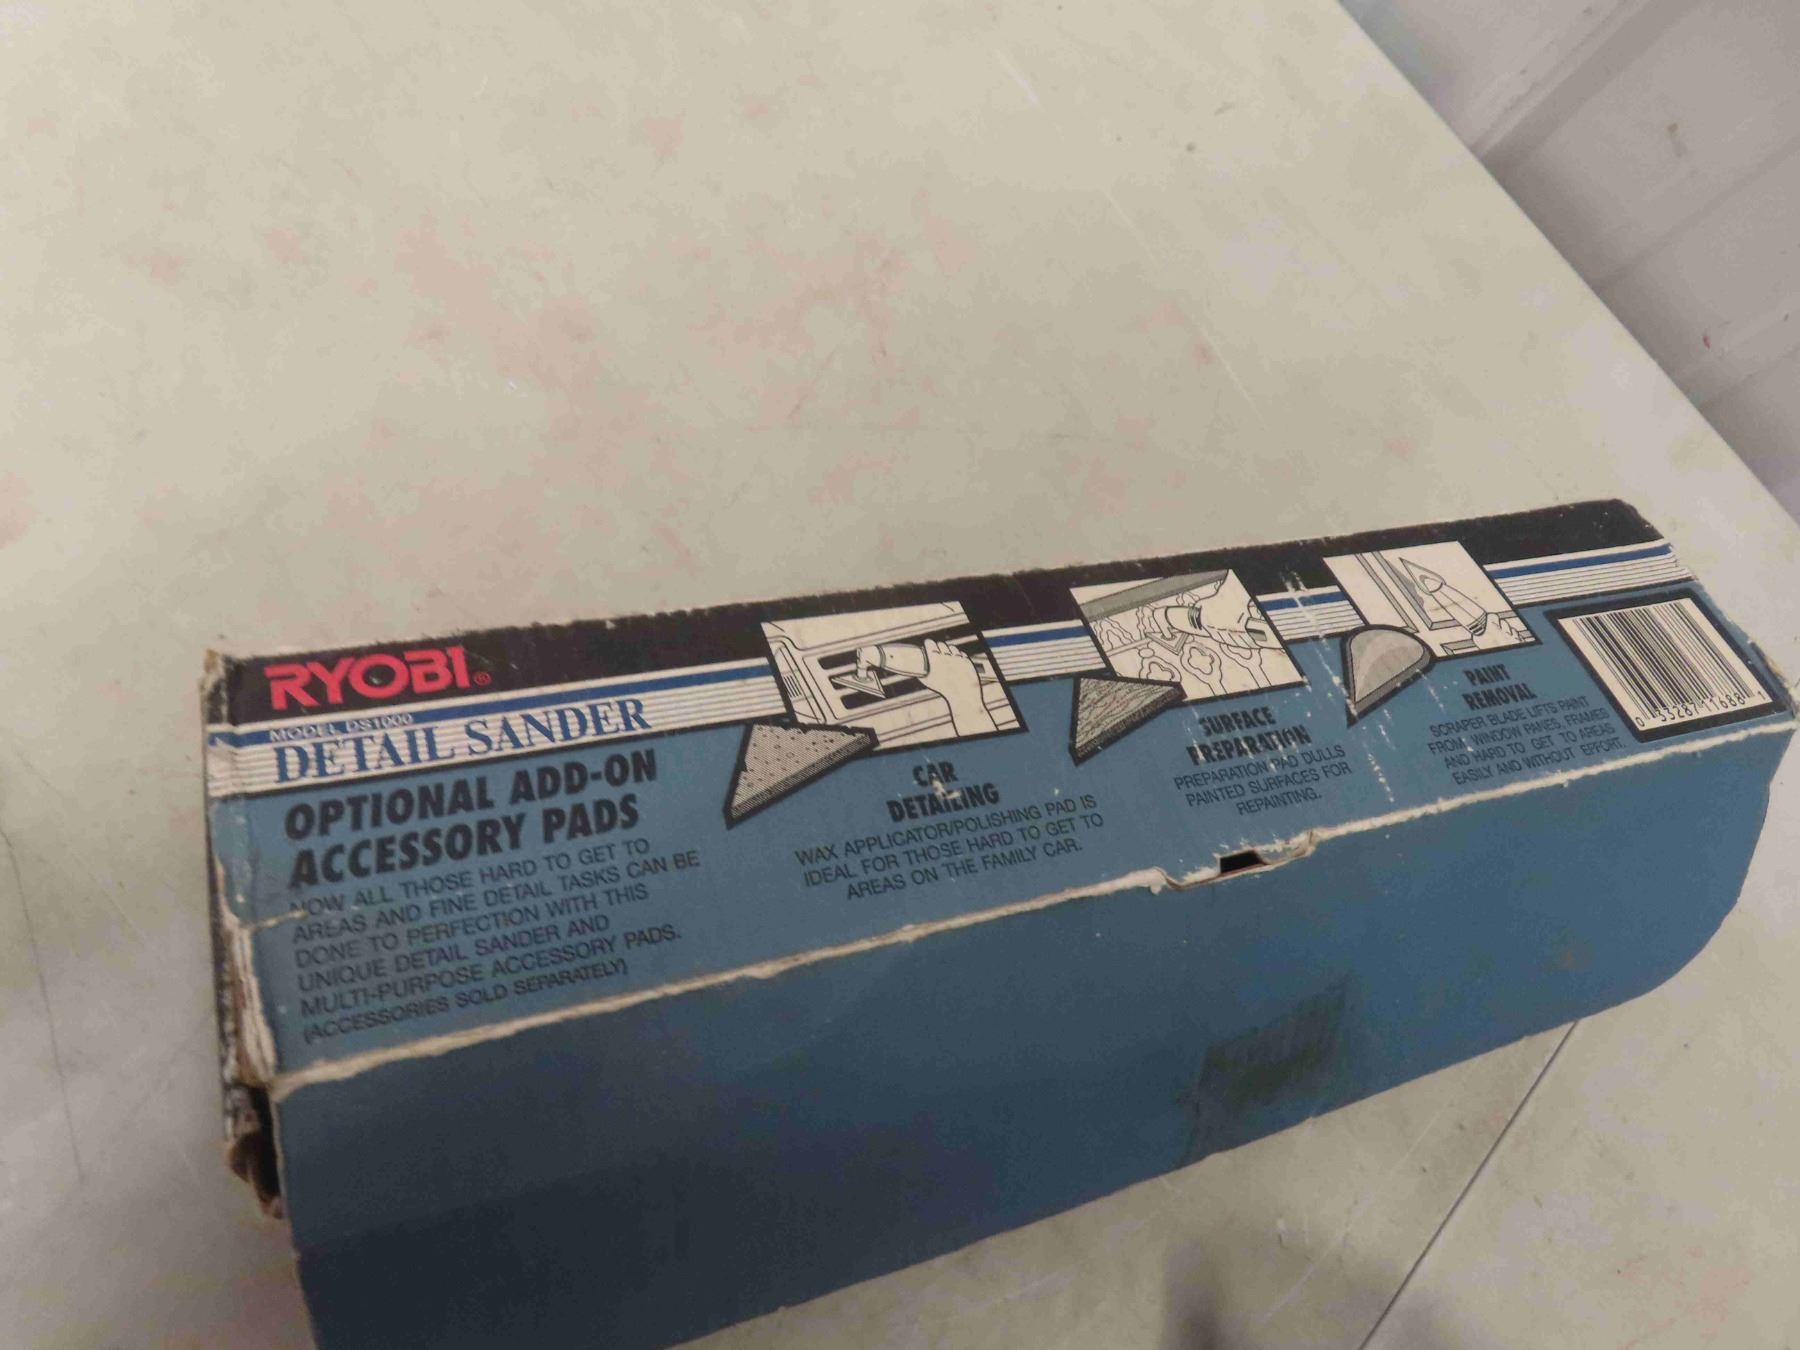 RYOBI®
MODEL DS1000
DETAIL SANDER
OPTIONAL ADD-ON
ACCESSORY PADS
NOW ALL THOSE HARD TO GET TO
AREAS AND FINE DETAIL TASKS CAN BE
DONE TO PERFECTION WITH THIS
UNIQUE DETAIL SANDER AND
MULTI-PURPOSE ACCESSORY PADS.
(ACCESSORIES SOLD SEPARATELY)
CAR
DETAILING
WAX APPLICATOR/POLISHING PAD IS
IDEAL FOR THOSE HARD TO GET TO
AREAS ON THE FAMILY CAR.
SURFACE
PREPARATION
PREPARATION PAD DULLS
PAINTED SURFACES FOR
REPAINTING.
PAINT
REMOVAL
SCRAPER BLADE LIFTS PAINT
FROM WINDOW PANES, FRAMES
AND HARD TO GET TO AREAS
EASILY AND WITHOUT EFFORT.
0 33287 11688 1